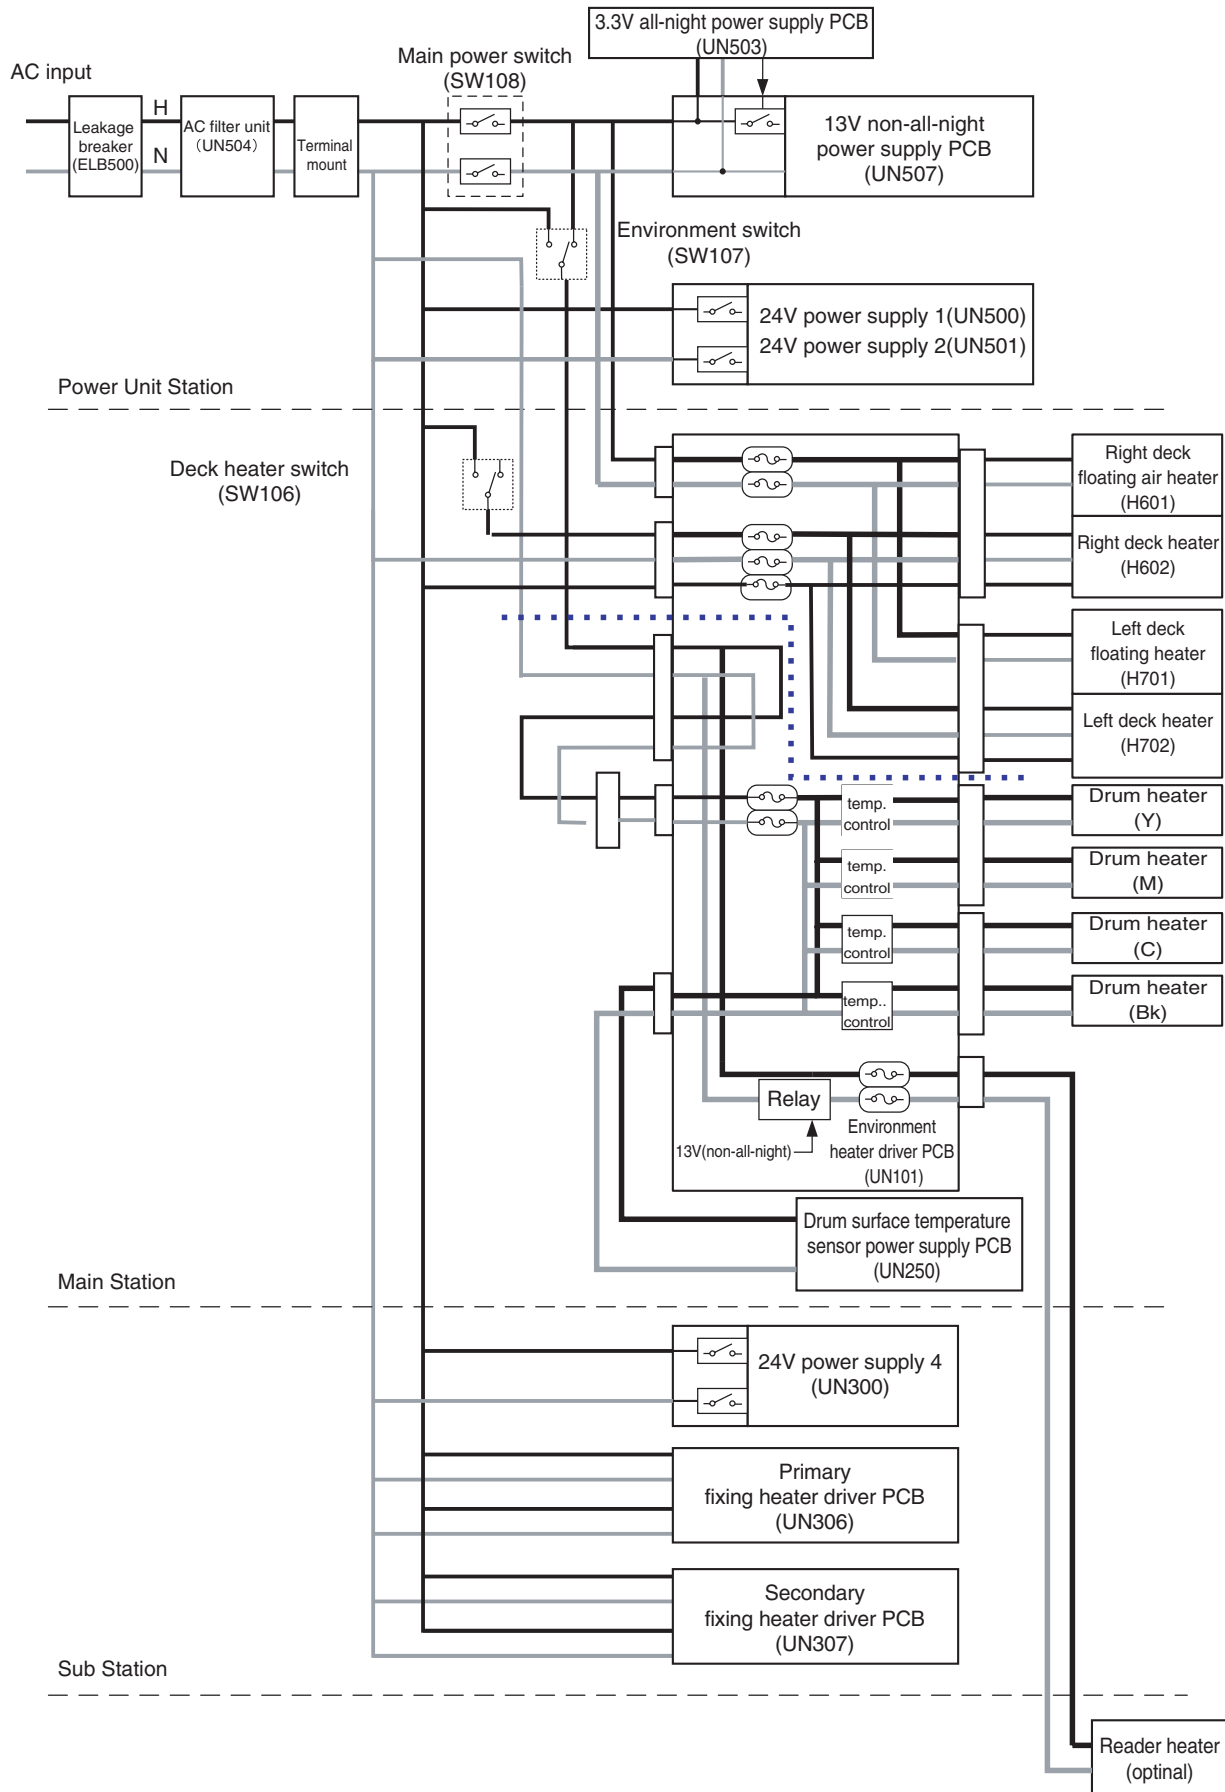 3.3V all-night power supply PCB
(UN503)
Main power switch
(SW108)
AC input
H
N
Leakage
breaker
(ELB500)
AC filter unit
(UN504)
Terminal
mount
13V non-all-night
power supply PCB
(UN507)
Environment switch
(SW107)
24V power supply 1(UN500)
24V power supply 2(UN501)
Power Unit Station
Deck heater switch
(SW106)
Right deck
floating air heater
(H601)
Right deck heater
(H602)
Left deck
floating heater
(H701)
Left deck heater
(H702)
temp.
control
Drum heater
(Y)
temp.
control
Drum heater
(M)
temp.
control
Drum heater
(C)
temp..
control
Drum heater
(Bk)
Relay
13V(non-all-night)
Environment
heater driver PCB
(UN101)
Drum surface temperature
sensor power supply PCB
(UN250)
Main Station
24V power supply 4
(UN300)
Primary
fixing heater driver PCB
(UN306)
Secondary
fixing heater driver PCB
(UN307)
Sub Station
Reader heater
(optinal)